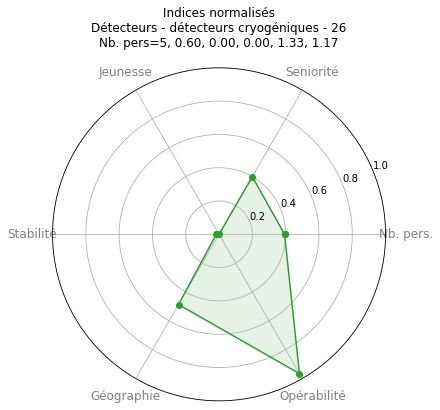 Indices normalisés
Détecteurs - détecteurs cryogéniques - 26
Nb. pers=5, 0.60, 0.00, 0.00, 1.33, 1.17
Jeunesse
Seniorité
1.0
0.8
0.6
0.4
0.2
Stabilité
Nb. pers.
Géographie
Opérabilité